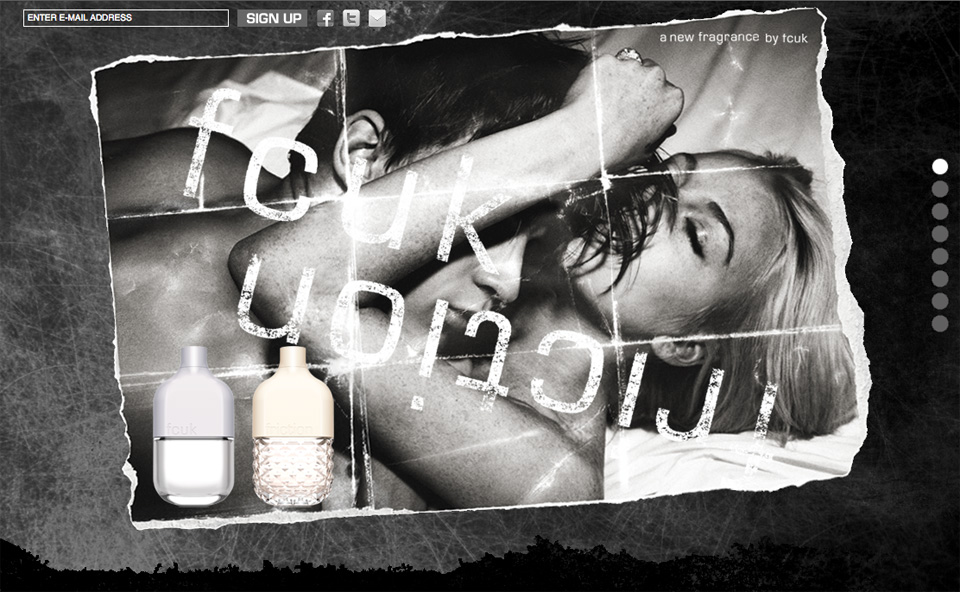 ENTER E-MAIL ADDRESS
SIGN UP
a new fragrance by fcuk
fcuk
friction
fcuk
friction